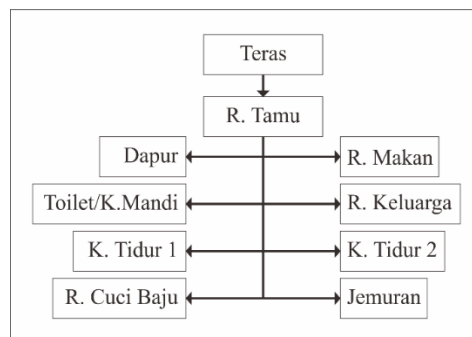 Teras
R. Tamu
Dapur
R. Makan
Toilet/K.Mandi
R. Keluarga
K. Tidur 1
K. Tidur 2
R. Cuci Baju
Jemuran